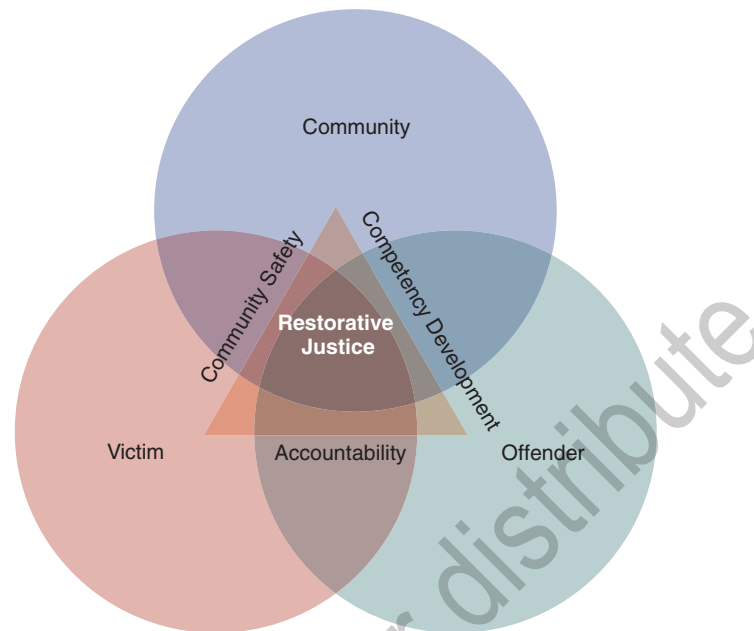 Community
Community Safety
Competency Development
Restorative
Justice
Victim
Accountability
Offender
r distribute